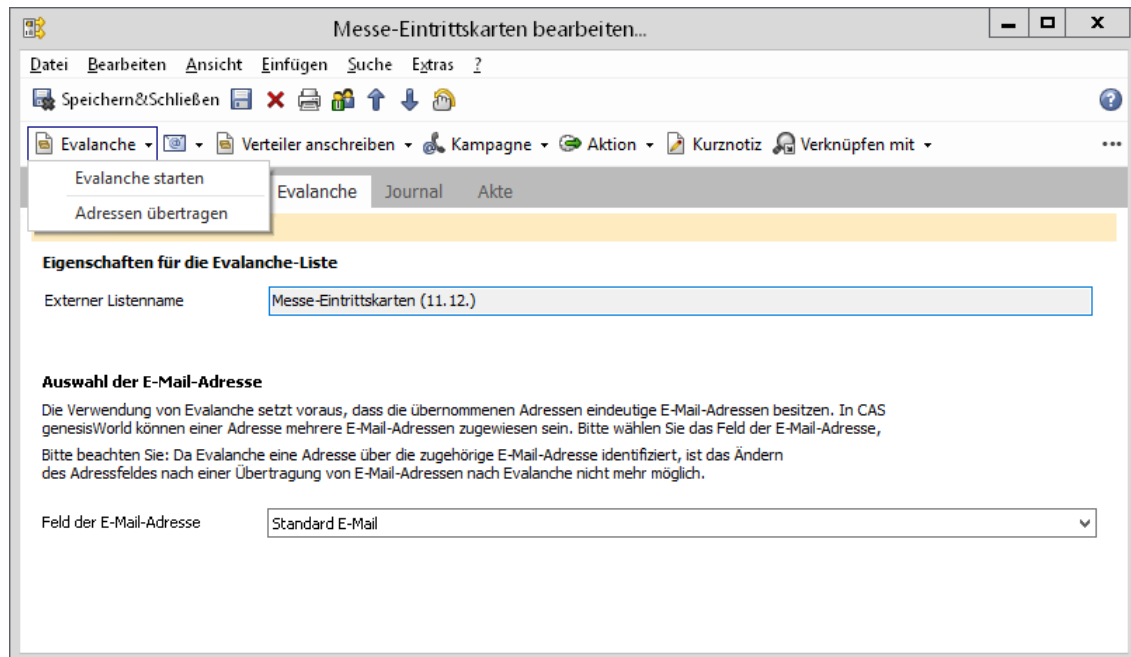 Messe-Eintrittskarten bearbeiten...
Datei Bearbeiten Ansicht Einfügen Suche Extras ?
Speichern&Schließen
Evalanche Verteiler anschreiben Kampagne Aktion Kurznotiz Verknüpfen mit ...
Evalanche starten
Adressen übertragen
Evalanche Journal Akte
Eigenschaften für die Evalanche-Liste
Externer Listenname Messe-Eintrittskarten (11.12.)
Auswahl der E-Mail-Adresse
Die Verwendung von Evalanche setzt voraus, dass die übernommenen Adressen eindeutige E-Mail-Adressen besitzen. In CAS
genesisWorld können einer Adresse mehrere E-Mail-Adressen zugewiesen sein. Bitte wählen Sie das Feld der E-Mail-Adresse,
Bitte beachten Sie: Da Evalanche eine Adresse über die zugehörige E-Mail-Adresse identifiziert, ist das Ändern
des Adressfeldes nach einer Übertragung von E-Mail-Adressen nach Evalanche nicht mehr möglich.
Feld der E-Mail-Adresse Standard E-Mail